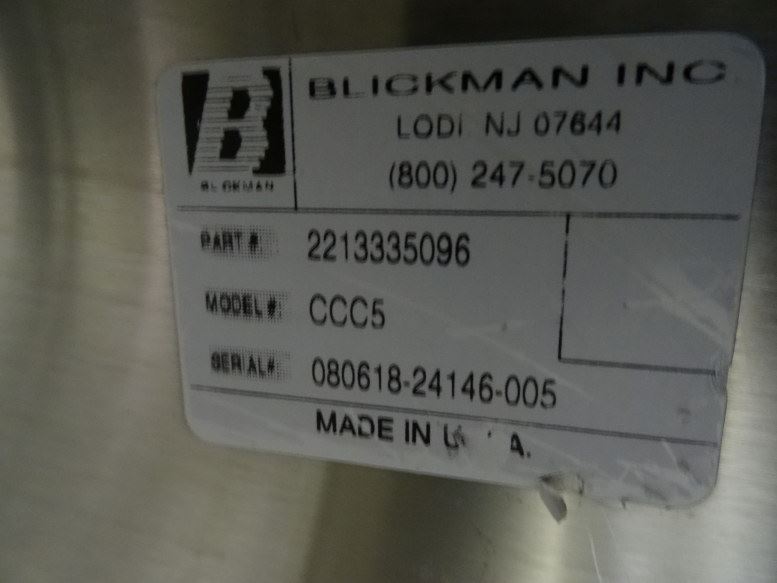 BLICKMAN INC
LODI NJ 07644
(800) 247-5070
BLICKMAN
PART #: 2213335096
MODEL#: CCC5
SERIAL#: 080618-24146-005
MADE IN U. A.